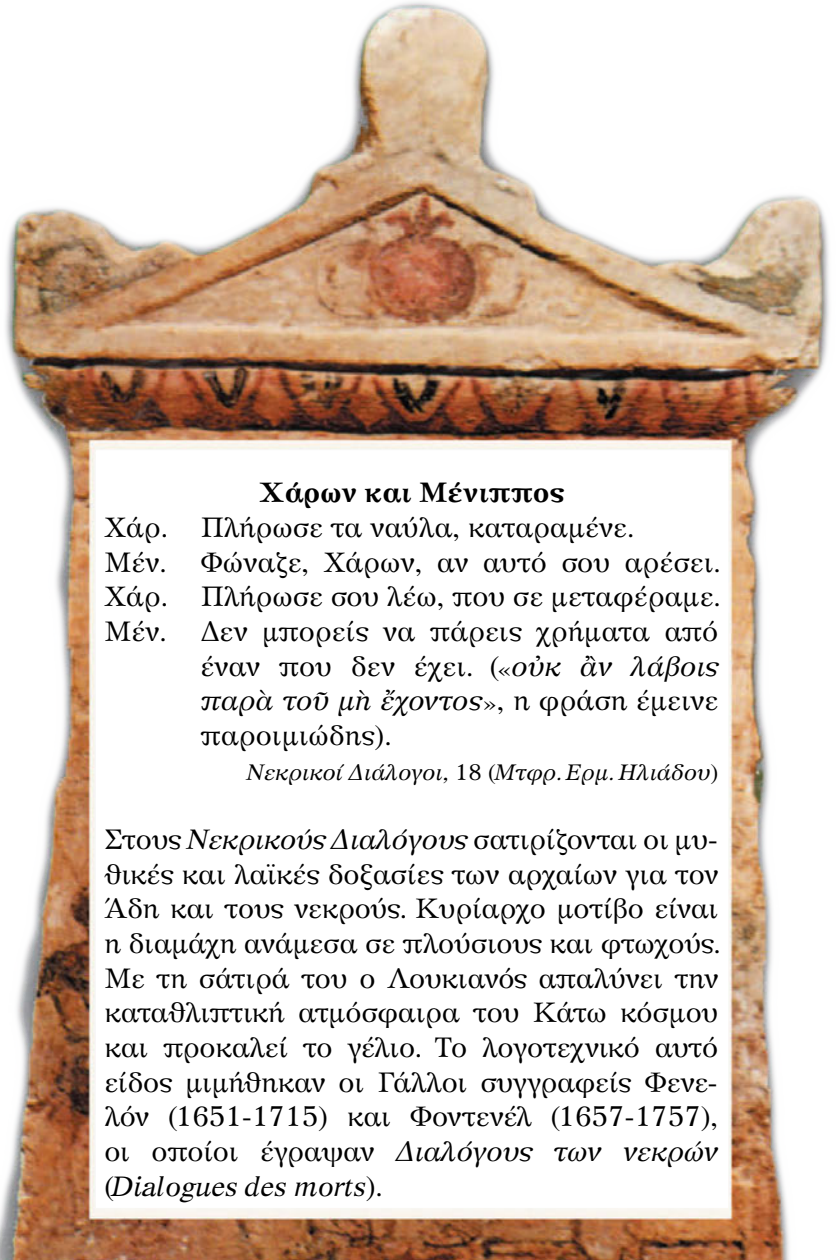 Χάρων και Μένιππος
Χάρ. Πλήρωσε τα ναύλα, καταραμένε.
Μέν. Φώναζε, Χάρων, αν αυτό σου αρέσει.
Χάρ. Πλήρωσε σου λέω, που σε μεταφέραμε.
Μέν. Δεν μπορείς να πάρεις χρήματα από
έναν που δεν έχει. («οὐκ ἂν λάβοις
παρὰ τοῦ μὴ ἔχοντος», η φράση έμεινε
παροιμιώδης).
Νεκρικοί Διάλογοι, 18 (Μτφρ. Ερμ. Ηλιάδου)
Στους Νεκρικούς Διαλόγους σατιρίζονται οι μυ-
θικές και λαϊκές δοξασίες των αρχαίων για τον
Άδη και τους νεκρούς. Κυρίαρχο μοτίβο είναι
η διαμάχη ανάμεσα σε πλούσιους και φτωχούς.
Με τη σάτιρά του ο Λουκιανός απαλύνει την
καταθλιπτική ατμόσφαιρα του Κάτω κόσμου
και προκαλεί το γέλιο. Το λογοτεχνικό αυτό
είδος μιμήθηκαν οι Γάλλοι συγγραφείς Φενε-
λόν (1651-1715) και Φοντενέλ (1657-1757),
οι οποίοι έγραψαν Διαλόγους των νεκρών
(Dialogues des morts).